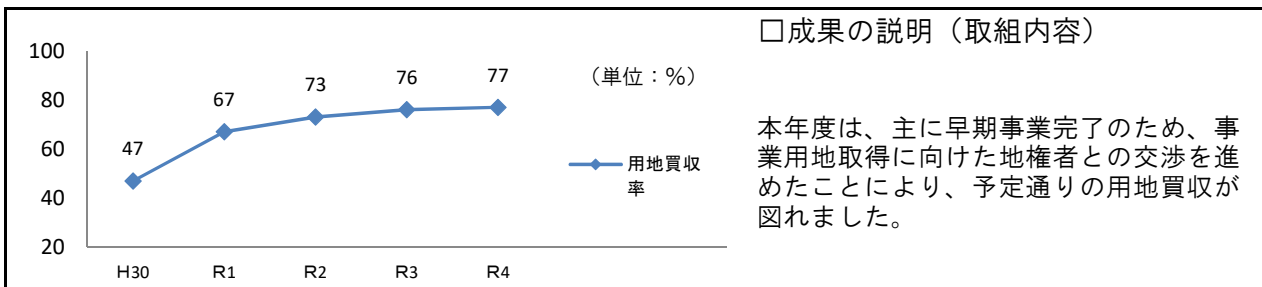 □成果の説明（取組内容）
100
80
60
40
20
47
67
73
76
77
（単位：%）
用地買収
率
H30
R1
R2
R3
R4
本年度は、主に早期事業完了のため、事
業用地取得に向けた地権者との交渉を進
めたことにより、予定通りの用地買収が
図れました。